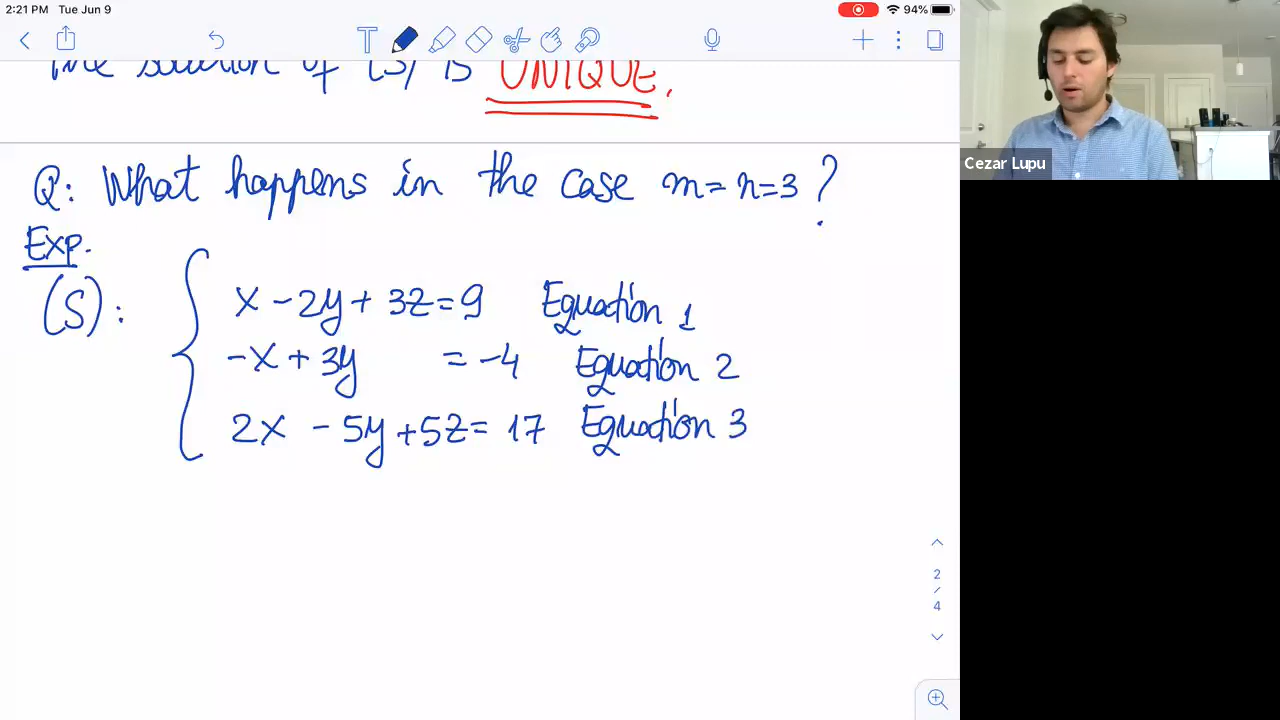 2:21 PM Tue Jun 9
94%
is UNIQUE.
Cezar Lupu
Q: What happens in the case m=n=3?
Exp.
(S):
x - 2y + 3z = 9 Equation 1
-x + 3y = -4 Equation 2
2x - 5y + 5z = 17 Equation 3
2
/
4